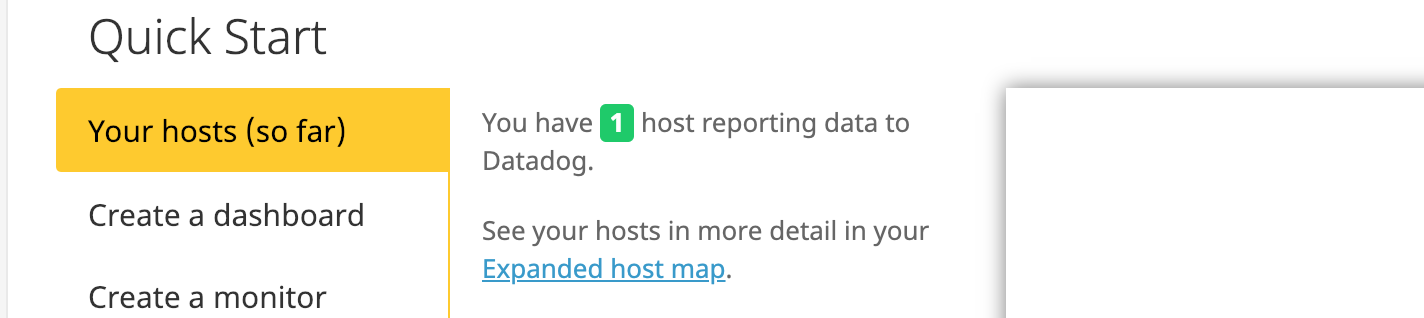 Quick Start
Your hosts (so far)
Create a dashboard
Create a monitor
You have 1 host reporting data to
Datadog.
See your hosts in more detail in your
Expanded host map.